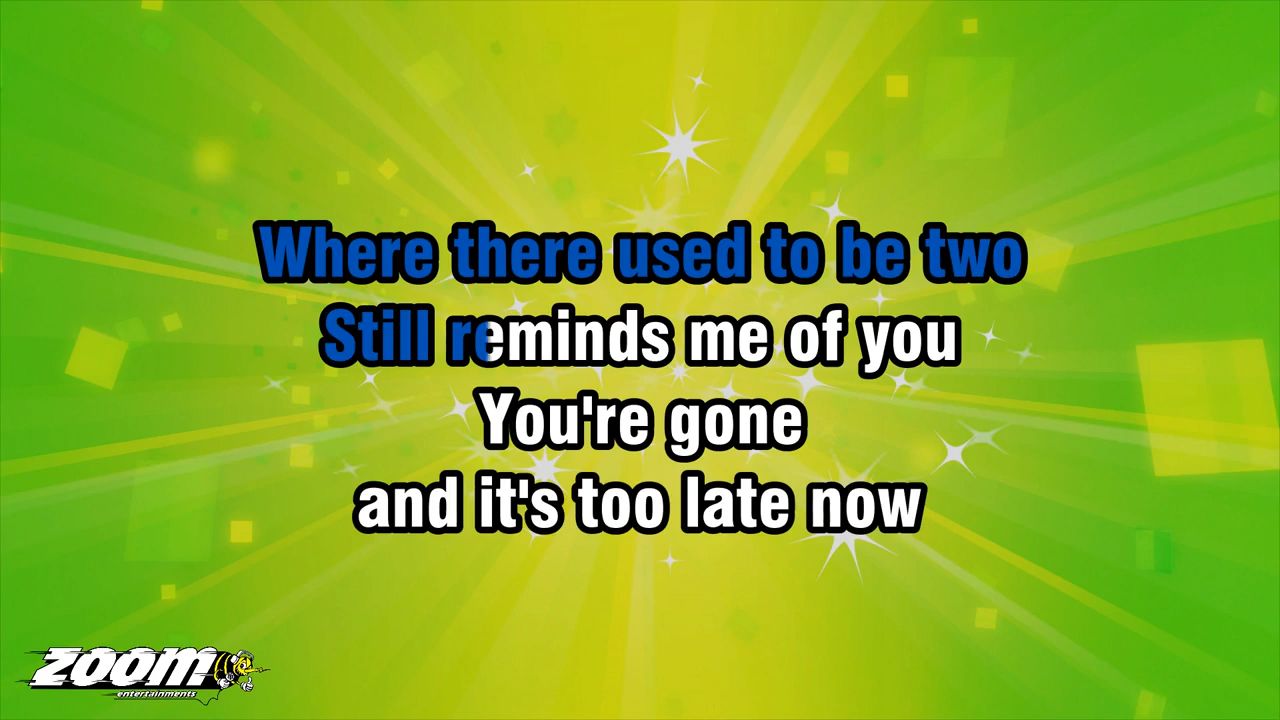 Where there used to be two
Still reminds me of you
You're gone
and it's too late now
zoom
entertainments